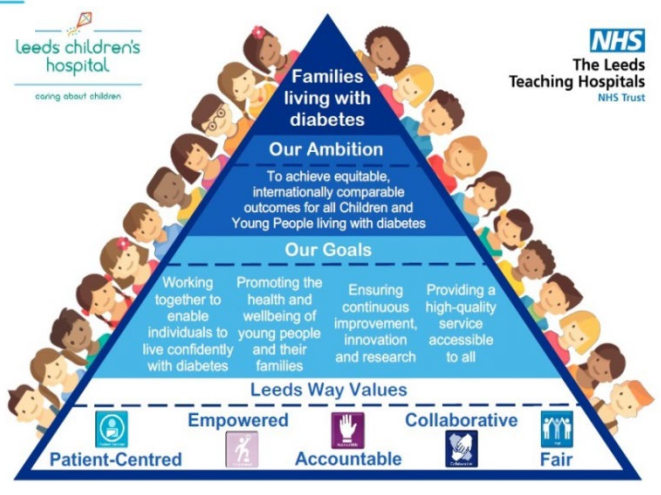 leeds children's
hospital
caring about children
NHS
The Leeds
Teaching Hospitals
NHS Trust
Families
living with
diabetes
Our Ambition
To achieve equitable,
internationally comparable
outcomes for all Children and
Young People living with diabetes
Our Goals
Working
together to
enable
individuals to
live confidently
with diabetes
Promoting the
health and
wellbeing of
young people
and their
families
Ensuring
continuous
improvement,
innovation
and research
Providing a
high-quality
service
accessible
to all
Leeds Way Values
Patient-Centred
Empowered
Accountable
Collaborative
Fair